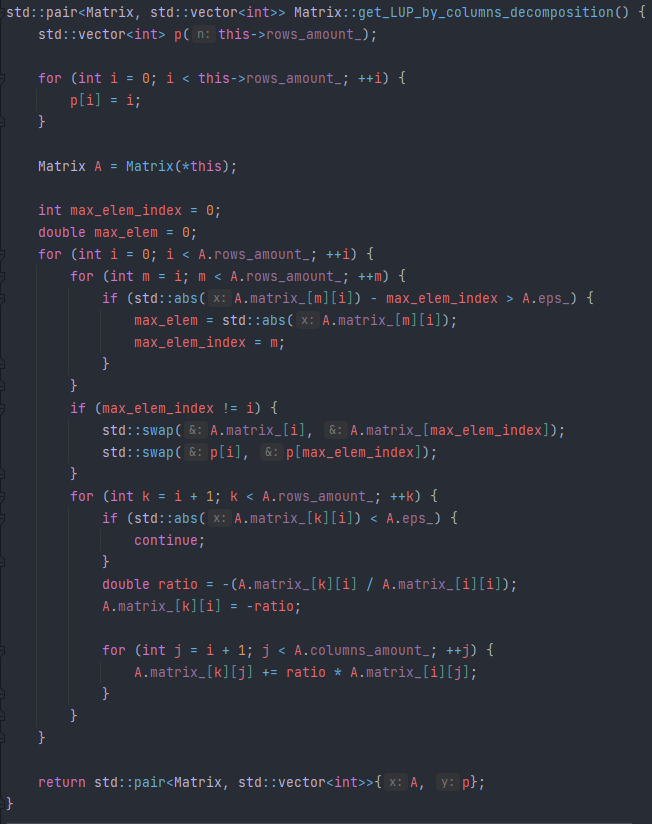 std::pair<Matrix, std::vector<int>> Matrix::get_LUP_by_columns_decomposition() {
    std::vector<int> p( n: this->rows_amount_);

    for (int i = 0; i < this->rows_amount_; ++i) {
        p[i] = i;
    }

    Matrix A = Matrix(*this);

    int max_elem_index = 0;
    double max_elem = 0;
    for (int i = 0; i < A.rows_amount_; ++i) {
        for (int m = i; m < A.rows_amount_; ++m) {
            if (std::abs( x: A.matrix_[m][i]) - max_elem_index > A.eps_) {
                max_elem = std::abs( x: A.matrix_[m][i]);
                max_elem_index = m;
            }
        }
        if (max_elem_index != i) {
            std::swap( &: A.matrix_[i], &: A.matrix_[max_elem_index]);
            std::swap( &: p[i], &: p[max_elem_index]);
        }
        for (int k = i + 1; k < A.rows_amount_; ++k) {
            if (std::abs( x: A.matrix_[k][i]) < A.eps_) {
                continue;
            }
            double ratio = -(A.matrix_[k][i] / A.matrix_[i][i]);
            A.matrix_[k][i] = -ratio;

            for (int j = i + 1; j < A.columns_amount_; ++j) {
                A.matrix_[k][j] += ratio * A.matrix_[i][j];
            }
        }
    }

    return std::pair<Matrix, std::vector<int>>{ x: A, y: p};
}